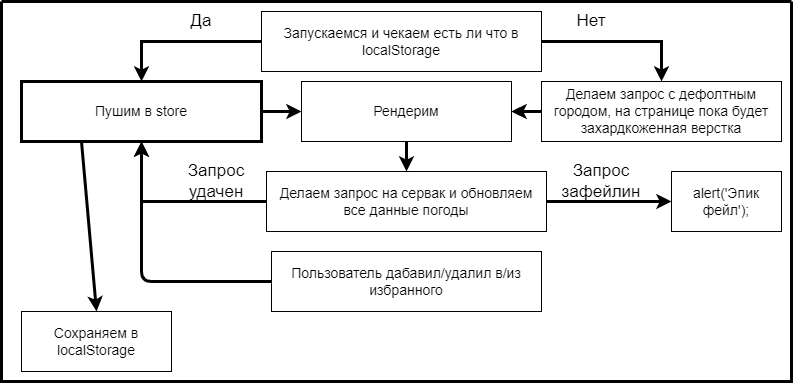 Да
Запускаемся и чекаем есть ли что в
localStorage
Нет
Пушим в store
Рендерим
Делаем запрос с дефолтным
городом, на странице пока будет
захардкоженная верстка
Запрос
удачен
Делаем запрос на сервак и обновляем
все данные погоды
Запрос
зафейлин
alert('Эпик
фейл');
Пользователь дабавил/удалил в/из
избранного
Сохраняем в
localStorage